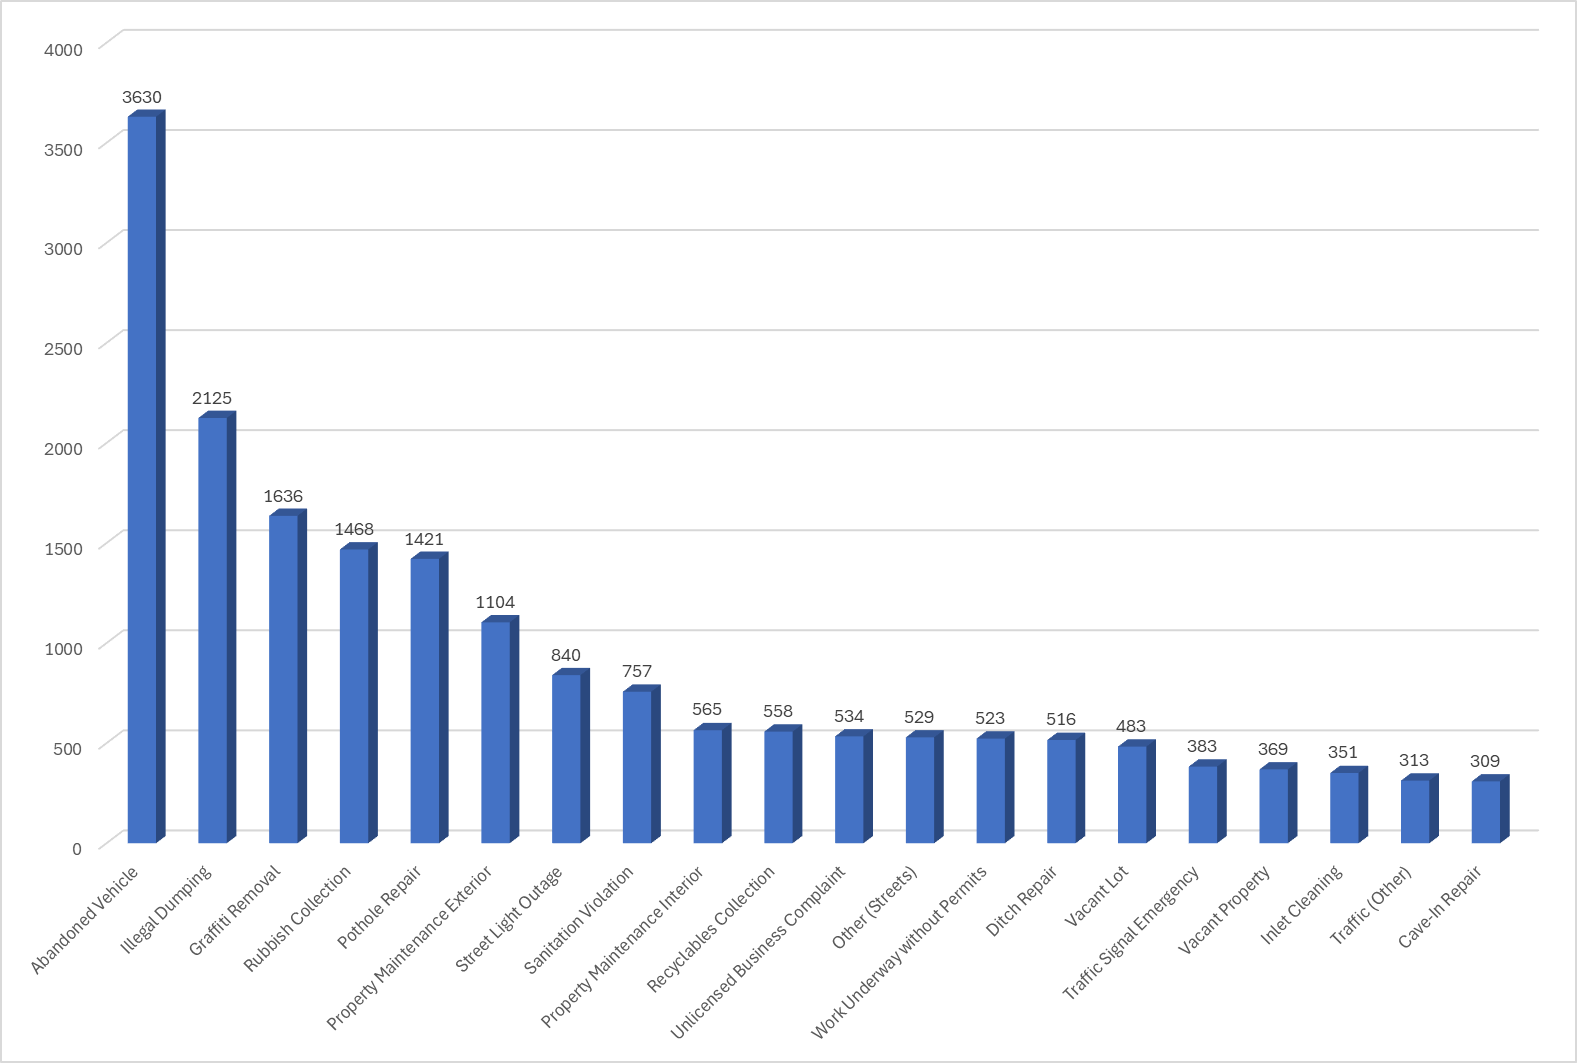 4000
3500
3000
2500
2000
1500
1000
500
0
3630
2125
1636
1468
1421
1104
840
757
565
558
534
529
523
516
483
383
369
351
313
309
Abandoned Vehicle
Illegal Dumping
Graffiti Removal
Rubbish Collection
Pothole Repair
Property Maintenance Exterior
Street Light Outage
Sanitation Violation
Property Maintenance Interior
Recyclables Collection
Unlicensed Business Complaint
Other (Streets)
Work Underway without Permits
Ditch Repair
Vacant Lot
Traffic Signal Emergency
Vacant Property
Inlet Cleaning
Traffic (Other)
Cave-In Repair